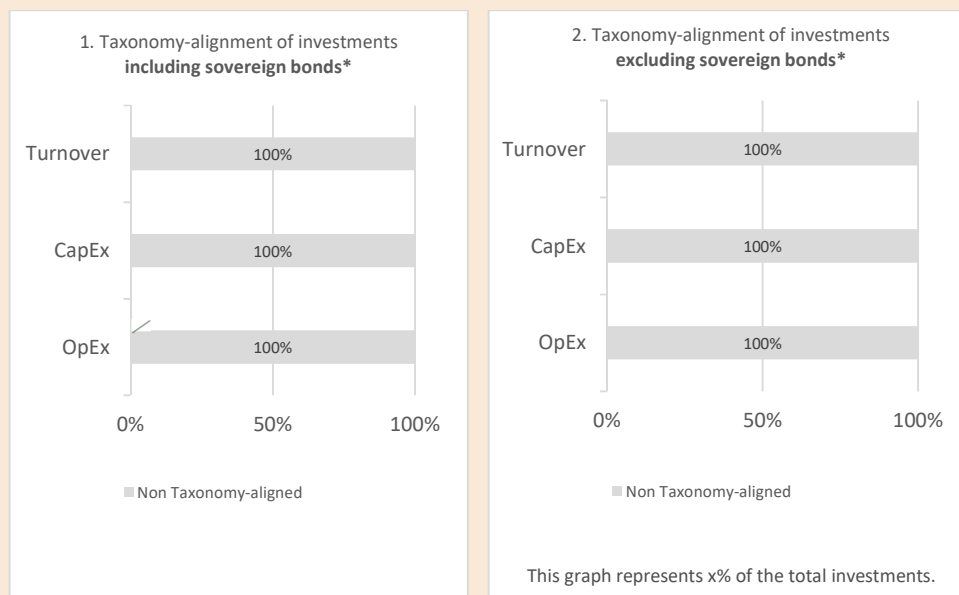 1. Taxonomy-alignment of investments
including sovereign bonds*
Turnover
100%
CapEx
100%
OpEx
100%
0%
50%
100%
Non Taxonomy-aligned
2. Taxonomy-alignment of investments
excluding sovereign bonds*
Turnover
100%
CapEx
100%
OpEx
100%
0%
50%
100%
Non Taxonomy-aligned
This graph represents x% of the total investments.